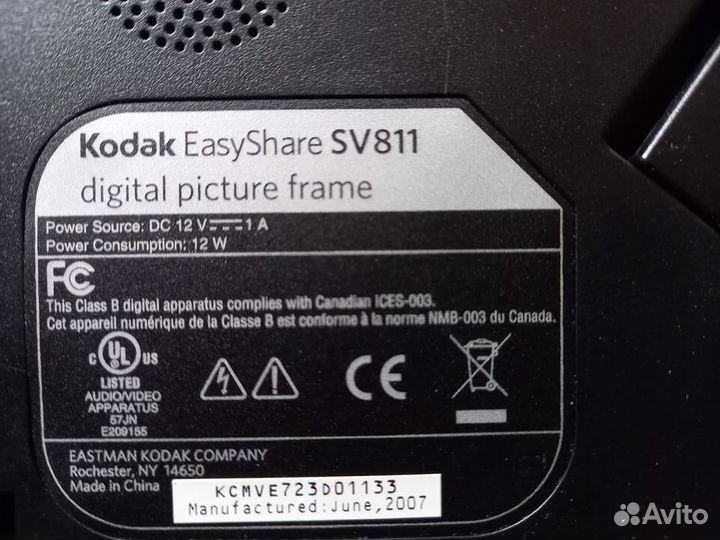 Kodak EasyShare SV811
digital picture frame
Power Source: DC 12 V⎓1 A
Power Consumption: 12 W
FC
This Class B digital apparatus complies with Canadian ICES-003.
Cet appareil numérique de la Classe B est conforme à la norme NMB-003 du Canada.
C UL US
LISTED
AUDIO/VIDEO
APPARATUS
57JN
E209155
CE
EASTMAN KODAK COMPANY
Rochester, NY 14650
Made in China
KCMVE723D01133
Manufactured:June,2007
Avito